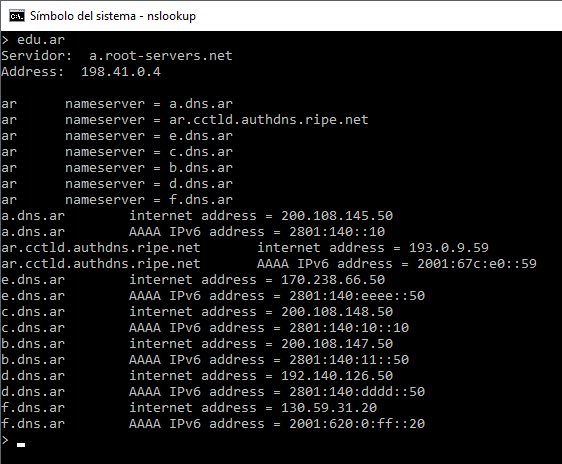 Símbolo del sistema - nslookup
> edu.ar
Servidor:  a.root-servers.net
Address:  198.41.0.4
ar      nameserver = a.dns.ar
ar      nameserver = ar.cctld.authdns.ripe.net
ar      nameserver = e.dns.ar
ar      nameserver = c.dns.ar
ar      nameserver = b.dns.ar
ar      nameserver = d.dns.ar
ar      nameserver = f.dns.ar
a.dns.ar        internet address = 200.108.145.50
a.dns.ar        AAAA IPv6 address = 2801:140::10
ar.cctld.authdns.ripe.net       internet address = 193.0.9.59
ar.cctld.authdns.ripe.net       AAAA IPv6 address = 2001:67c:e0::59
e.dns.ar        internet address = 170.238.66.50
e.dns.ar        AAAA IPv6 address = 2801:140:eeee::50
c.dns.ar        internet address = 200.108.148.50
c.dns.ar        AAAA IPv6 address = 2801:140:10::10
b.dns.ar        internet address = 200.108.147.50
b.dns.ar        AAAA IPv6 address = 2801:140:11::50
d.dns.ar        internet address = 192.140.126.50
d.dns.ar        AAAA IPv6 address = 2801:140:dddd::50
f.dns.ar        internet address = 130.59.31.20
f.dns.ar        AAAA IPv6 address = 2001:620:0:ff::20
>